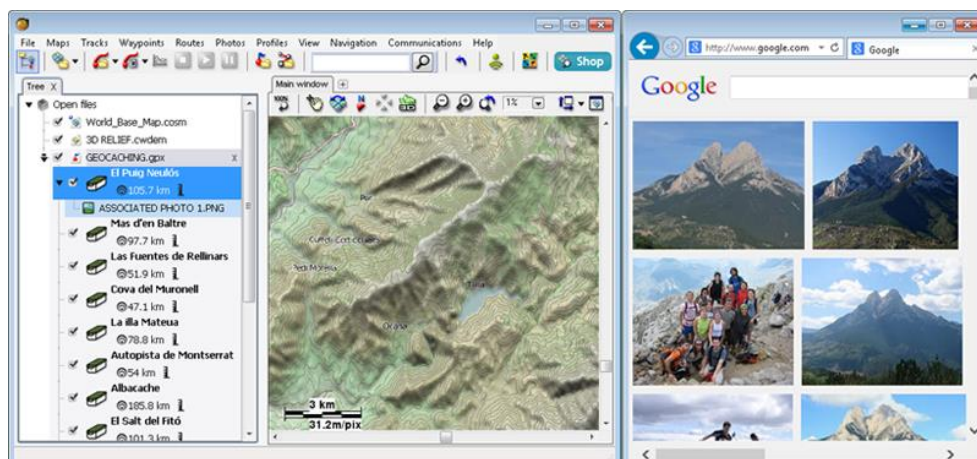 File Maps Tracks Waypoints Routes Photos Profiles View Navigation Communications Help
Shop
Tree X
Open files
World_Base_Map.cosm
3D RELIEF.cwdem
GEOCACHING.gpx x
El Puig Neulós
105.7 km
ASSOCIATED PHOTO 1.PNG
Mas d'en Baltre
97.7 km
Las Fuentes de Rellinars
51.9 km
Cova del Muronell
47.1 km
La illa Mateua
78.8 km
Autopista de Montserrat
54 km
Albacache
185.8 km
El Salt del Fitó
101.3 km
Main window
100%
1%
Ocaña
3 km
31.2m/pix
http://www.google.com
Google
Google